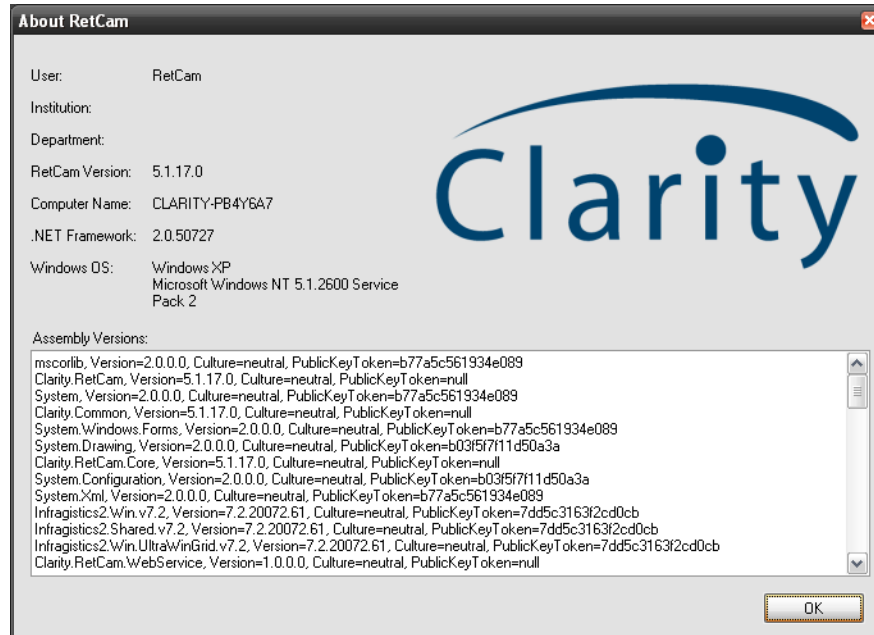 About RetCam
User: RetCam
Institution:
Department:
RetCam Version: 5.1.17.0
Computer Name: CLARITY-PB4Y6A7
.NET Framework: 2.0.50727
Windows OS: Windows XP
Microsoft Windows NT 5.1.2600 Service
Pack 2
Clarity
Assembly Versions:
mscorlib, Version=2.0.0.0, Culture=neutral, PublicKeyToken=b77a5c561934e089
Clarity.RetCam, Version=5.1.17.0, Culture=neutral, PublicKeyToken=null
System, Version=2.0.0.0, Culture=neutral, PublicKeyToken=b77a5c561934e089
Clarity.Common, Version=5.1.17.0, Culture=neutral, PublicKeyToken=null
System.Windows.Forms, Version=2.0.0.0, Culture=neutral, PublicKeyToken=b77a5c561934e089
System.Drawing, Version=2.0.0.0, Culture=neutral, PublicKeyToken=b03f5f7f11d50a3a
Clarity.RetCam.Core, Version=5.1.17.0, Culture=neutral, PublicKeyToken=null
System.Configuration, Version=2.0.0.0, Culture=neutral, PublicKeyToken=b03f5f7f11d50a3a
System.Xml, Version=2.0.0.0, Culture=neutral, PublicKeyToken=b77a5c561934e089
Infragistics2.Win.v7.2, Version=7.2.20072.61, Culture=neutral, PublicKeyToken=7dd5c3163f2cd0cb
Infragistics2.Shared.v7.2, Version=7.2.20072.61, Culture=neutral, PublicKeyToken=7dd5c3163f2cd0cb
Infragistics2.Win.UltraWinGrid.v7.2, Version=7.2.20072.61, Culture=neutral, PublicKeyToken=7dd5c3163f2cd0cb
Clarity.RetCam.WebService, Version=1.0.0.0, Culture=neutral, PublicKeyToken=null
OK